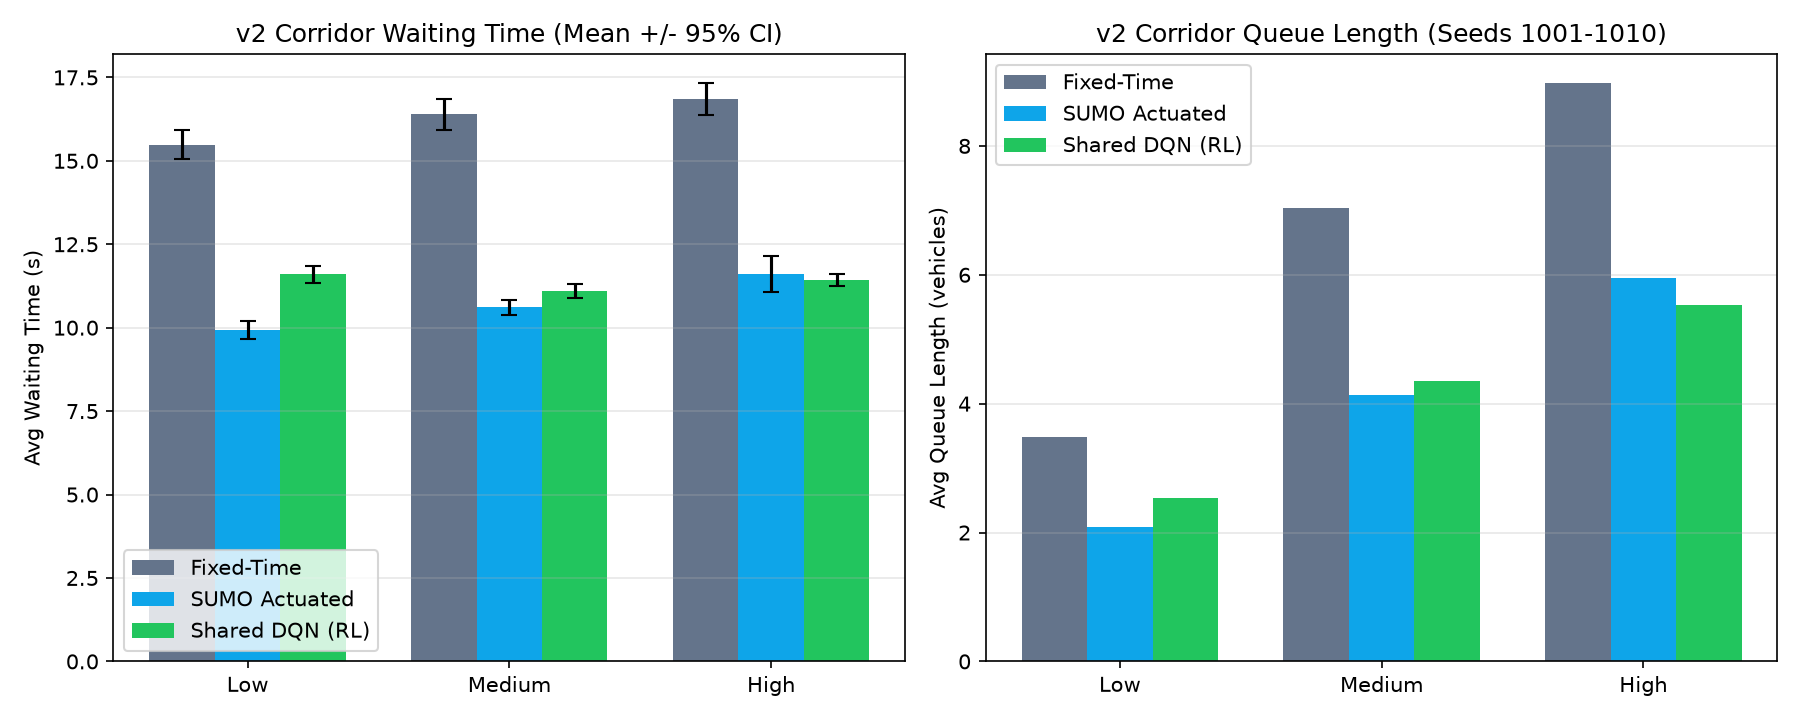 v2 Corridor Waiting Time (Mean +/- 95% CI)
Avg Waiting Time (s)
17.5
15.0
12.5
10.0
7.5
5.0
2.5
0.0
Fixed-Time
SUMO Actuated
Shared DQN (RL)
Low
Medium
High
v2 Corridor Queue Length (Seeds 1001-1010)
Avg Queue Length (vehicles)
8
6
4
2
0
Fixed-Time
SUMO Actuated
Shared DQN (RL)
Low
Medium
High